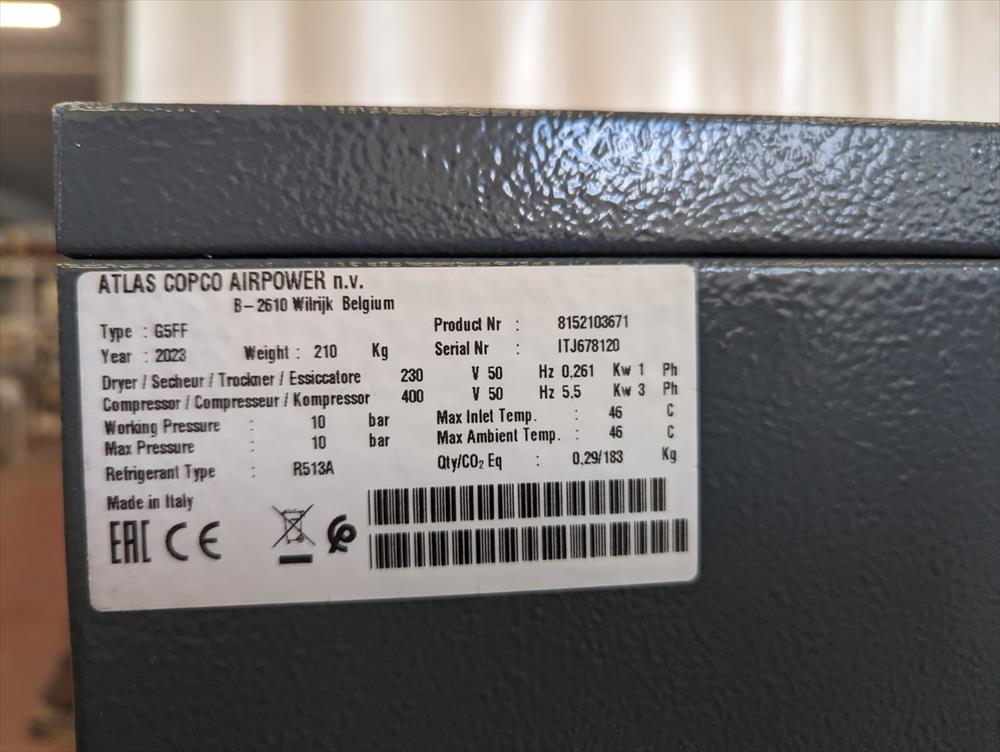 ATLAS COPCO AIRPOWER n.v.
B-2610 Wilrijk Belgium
Type : G5FF
Product Nr : 8152103671
Year : 2023 Weight : 210 Kg
Serial Nr : ITJ678120
Dryer / Secheur / Trockner / Essiccatore 230 V 50 Hz 0,261 Kw 1 Ph
Compressor / Compresseur / Kompressor 400 V 50 Hz 5.5 Kw 3 Ph
Working Pressure : 10 bar
Max Inlet Temp. : 46 C
Max Pressure : 10 bar
Max Ambient Temp. : 46 C
Refrigerant Type : R513A
Qty/CO₂ Eq : 0,29/183 Kg
Made in Italy
EAC CE